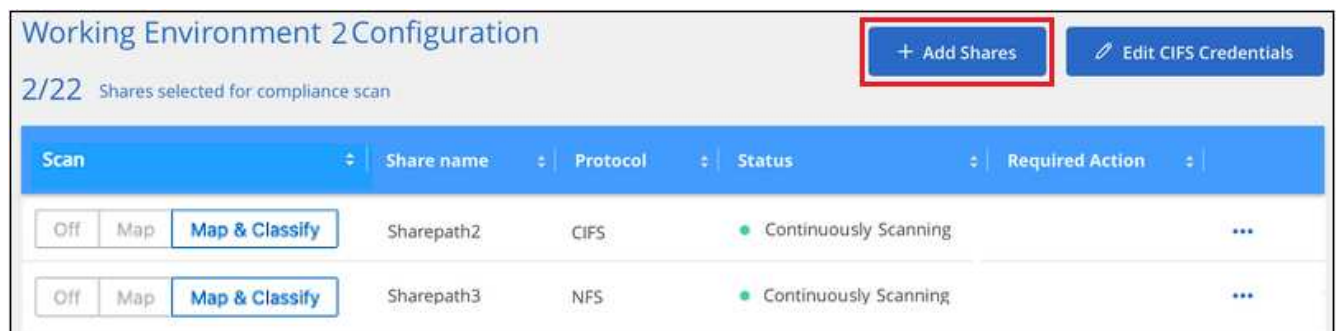 Working Environment 2 Configuration
+ Add Shares
Edit CIFS Credentials
2/22 Shares selected for compliance scan
Scan Share name Protocol Status Required Action
Off Map Map & Classify Sharepath2 CIFS Continuously Scanning •••
Off Map Map & Classify Sharepath3 NFS Continuously Scanning •••